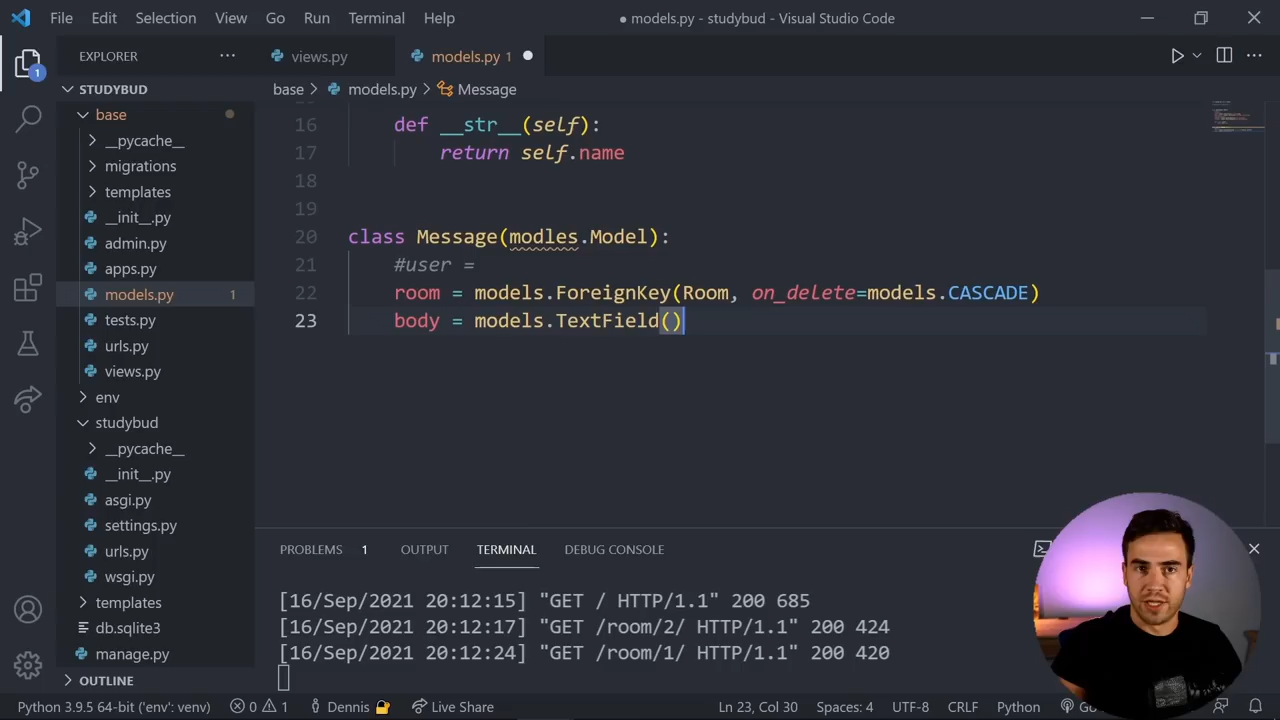 File Edit Selection View Go Run Terminal Help
● models.py - studybud - Visual Studio Code
EXPLORER ···
views.py
models.py 1
STUDYBUD
base > models.py > Message
base
__pycache__
migrations
templates
__init__.py
admin.py
apps.py
models.py 1
tests.py
urls.py
views.py
env
studybud
__pycache__
__init__.py
asgi.py
settings.py
urls.py
wsgi.py
templates
db.sqlite3
manage.py
OUTLINE
1
16 def __str__(self):
17 return self.name
18
19
20 class Message(modles.Model):
21 #user =
22 room = models.ForeignKey(Room, on_delete=models.CASCADE)
23 body = models.TextField()
PROBLEMS 1 OUTPUT TERMINAL DEBUG CONSOLE
[16/Sep/2021 20:12:15] "GET / HTTP/1.1" 200 685
[16/Sep/2021 20:12:17] "GET /room/2/ HTTP/1.1" 200 424
[16/Sep/2021 20:12:24] "GET /room/1/ HTTP/1.1" 200 420
Python 3.9.5 64-bit ('env': venv) 0 1 Dennis Live Share Ln 23, Col 30 Spaces: 4 UTF-8 CRLF Python